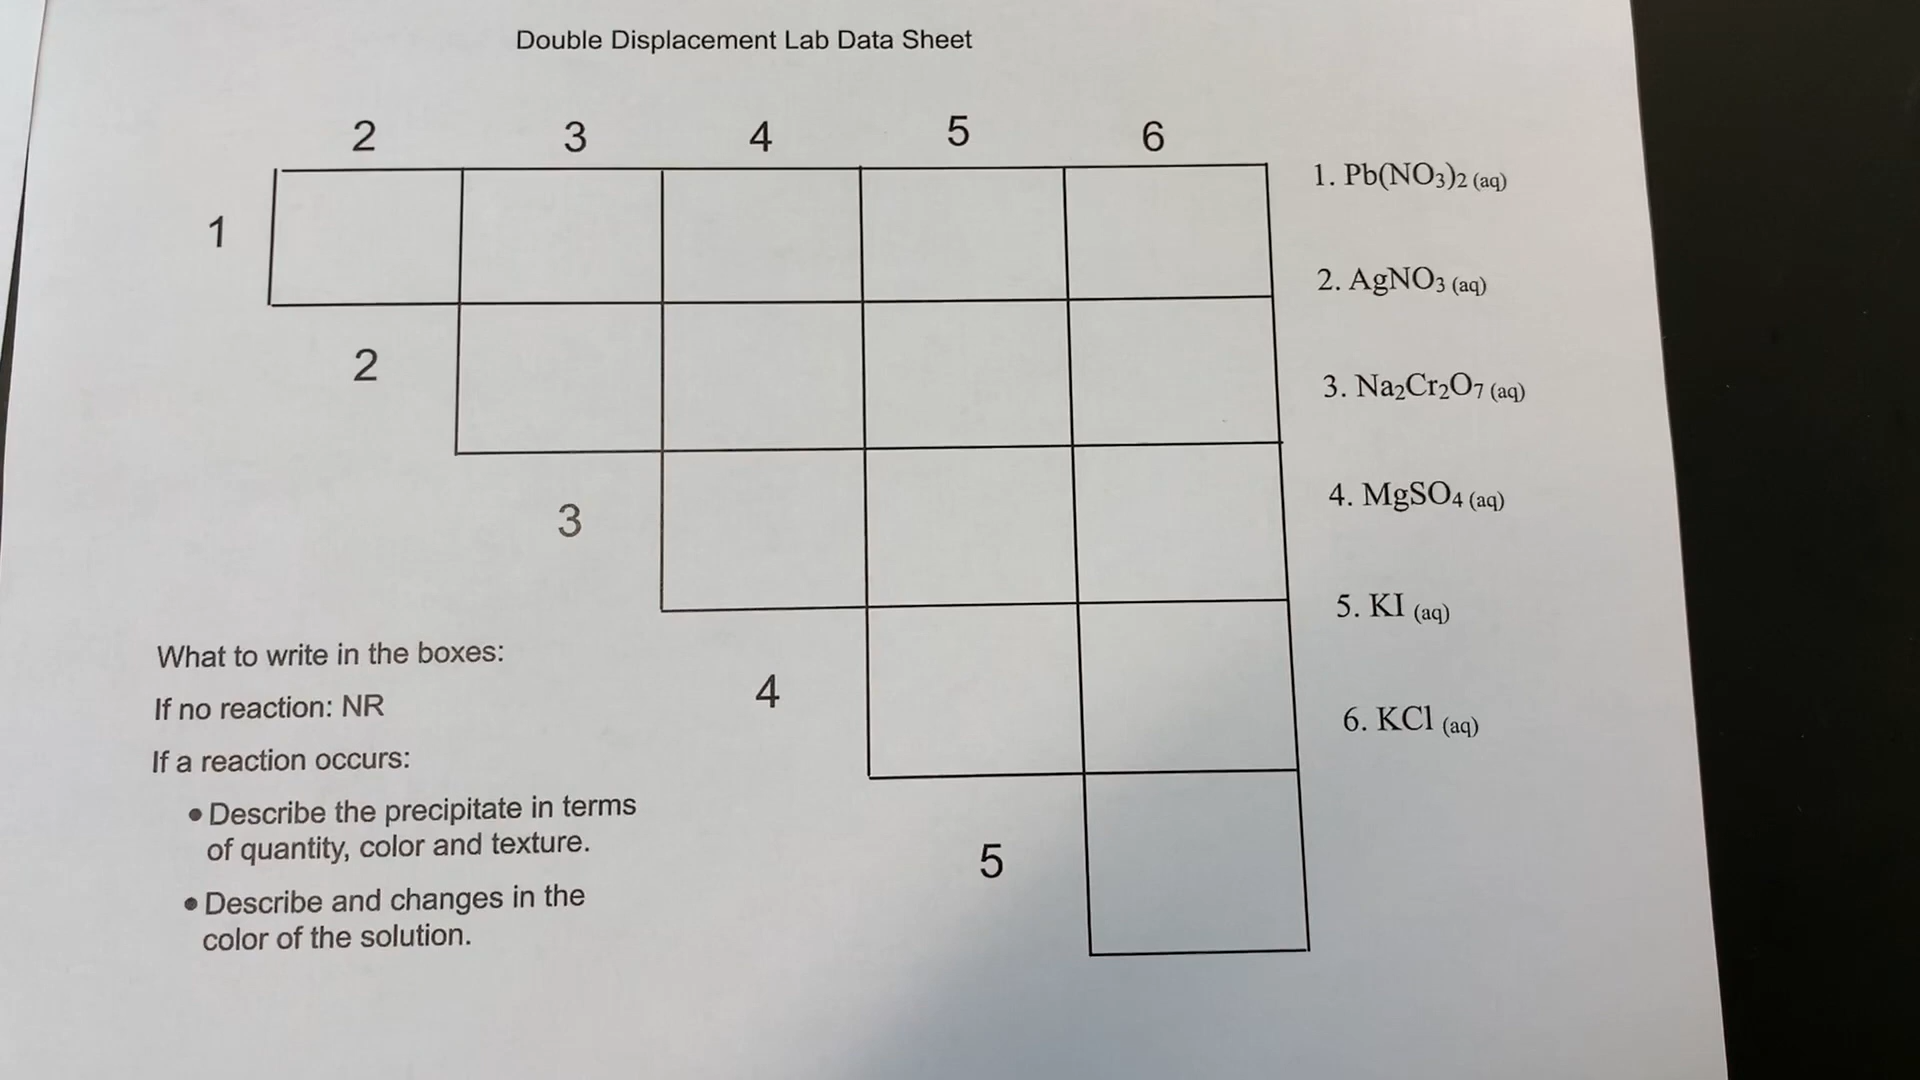 Double Displacement Lab Data Sheet
2 3 4 5 6
1
2
3
4
5
1. Pb(NO₃)₂ (aq)
2. AgNO₃ (aq)
3. Na₂Cr₂O₇ (aq)
4. MgSO₄ (aq)
5. KI (aq)
6. KCl (aq)
What to write in the boxes:
If no reaction: NR
If a reaction occurs:
• Describe the precipitate in terms
of quantity, color and texture.
• Describe and changes in the
color of the solution.